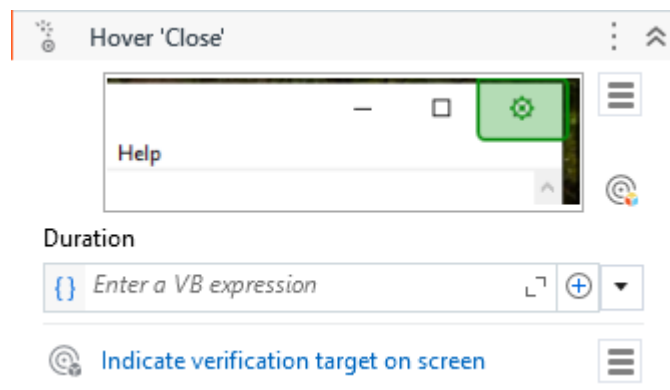 Hover 'Close'
Help
Duration
{} Enter a VB expression
Indicate verification target on screen